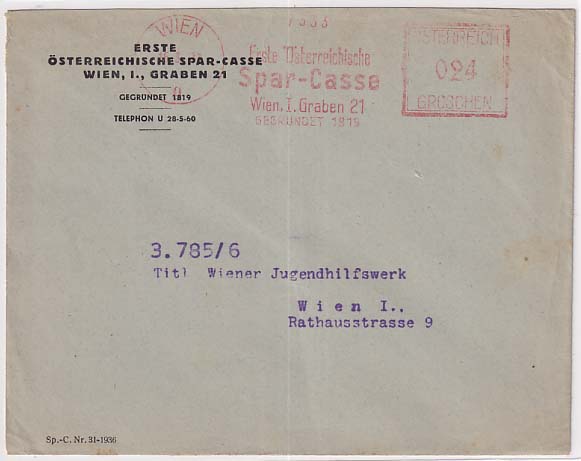 ERSTE
ÖSTERREICHISCHE SPAR-CASSE
WIEN, I., GRABEN 21
GEGRÜNDET 1819
TELEPHON U 28-5-60
WIEN
Erste Österreichische
Spar-Casse
Wien, I. Graben 21
GEGRÜNDET 1819
ÖSTERREICH
024
GROSCHEN
3.785/6
Titl Wiener Jugendhilfswerk
Wien I.,
Rathausstrasse 9
Sp.-C. Nr. 31-1936